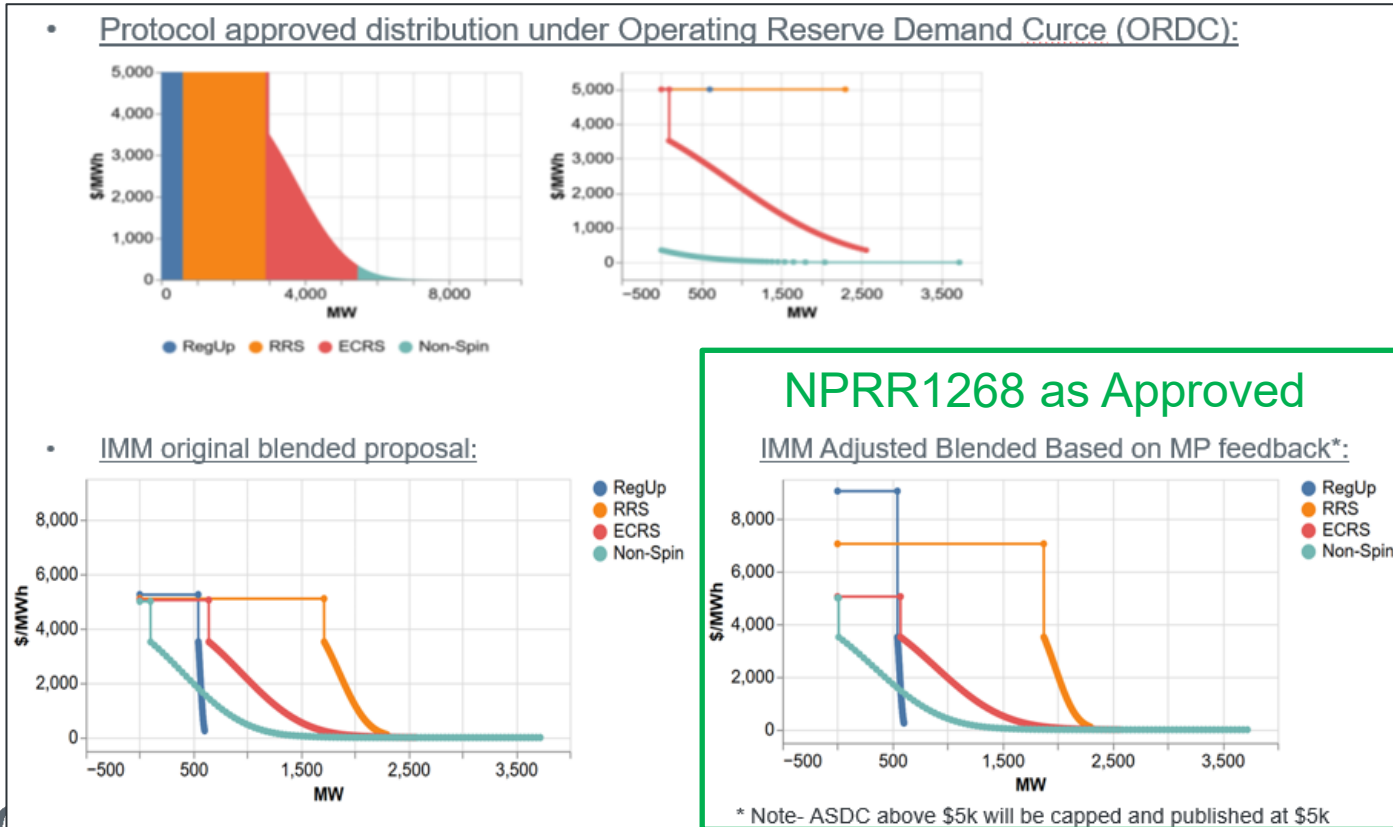 • Protocol approved distribution under Operating Reserve Demand Curce (ORDC):
5,000
4,000
3,000
2,000
1,000
0
$/MWh
0 4,000 8,000
MW
RegUp RRS ECRS Non-Spin
5,000
4,000
3,000
2,000
1,000
0
$/MWh
−500 500 1,500 2,500 3,500
MW
• IMM original blended proposal:
8,000
6,000
4,000
2,000
0
$/MWh
−500 500 1,500 2,500 3,500
MW
RegUp
RRS
ECRS
Non-Spin
NPRR1268 as Approved
IMM Adjusted Blended Based on MP feedback*:
8,000
6,000
4,000
2,000
0
$/MWh
−500 500 1,500 2,500 3,500
MW
RegUp
RRS
ECRS
Non-Spin
* Note- ASDC above $5k will be capped and published at $5k